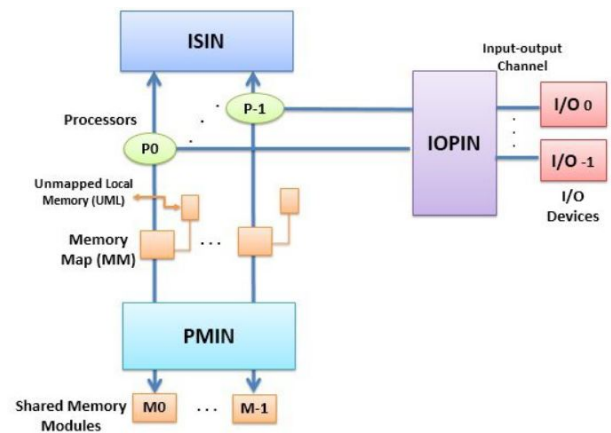 ISIN
Input-output
Channel
P-1
I/O 0
Processors
P0
IOPIN
I/O -1
Unmapped Local
Memory (UML)
I/O
Devices
Memory
Map (MM)
. . .
PMIN
Shared Memory
Modules
M0
. . .
M-1